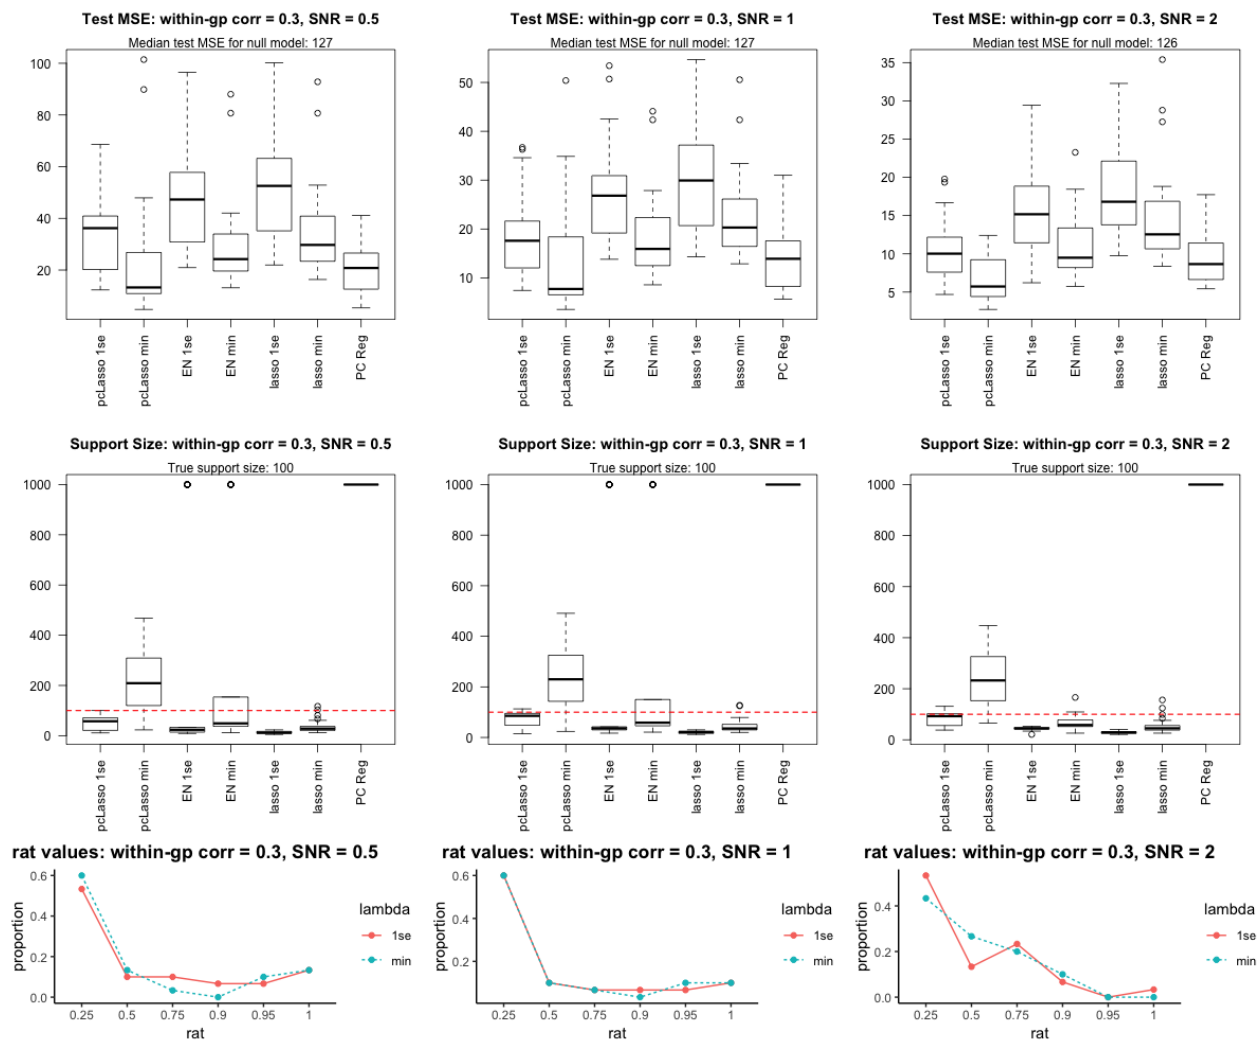 Test MSE: within-gp corr = 0.3, SNR = 0.5
Median test MSE for null model: 127
100
80
60
40
20
pcLasso 1se
pcLasso min
EN 1se
EN min
lasso 1se
lasso min
PC Reg
Test MSE: within-gp corr = 0.3, SNR = 1
Median test MSE for null model: 127
50
40
30
20
10
pcLasso 1se
pcLasso min
EN 1se
EN min
lasso 1se
lasso min
PC Reg
Test MSE: within-gp corr = 0.3, SNR = 2
Median test MSE for null model: 126
35
30
25
20
15
10
5
pcLasso 1se
pcLasso min
EN 1se
EN min
lasso 1se
lasso min
PC Reg
Support Size: within-gp corr = 0.3, SNR = 0.5
True support size: 100
1000
800
600
400
200
0
pcLasso 1se
pcLasso min
EN 1se
EN min
lasso 1se
lasso min
PC Reg
Support Size: within-gp corr = 0.3, SNR = 1
True support size: 100
1000
800
600
400
200
0
pcLasso 1se
pcLasso min
EN 1se
EN min
lasso 1se
lasso min
PC Reg
Support Size: within-gp corr = 0.3, SNR = 2
True support size: 100
1000
800
600
400
200
0
pcLasso 1se
pcLasso min
EN 1se
EN min
lasso 1se
lasso min
PC Reg
rat values: within-gp corr = 0.3, SNR = 0.5
proportion
0.6
0.4
0.2
0.0
0.25 0.5 0.75 0.9 0.95 1
rat
lambda
1se
min
rat values: within-gp corr = 0.3, SNR = 1
proportion
0.6
0.4
0.2
0.25 0.5 0.75 0.9 0.95 1
rat
lambda
1se
min
rat values: within-gp corr = 0.3, SNR = 2
proportion
0.4
0.2
0.0
0.25 0.5 0.75 0.9 0.95 1
rat
lambda
1se
min